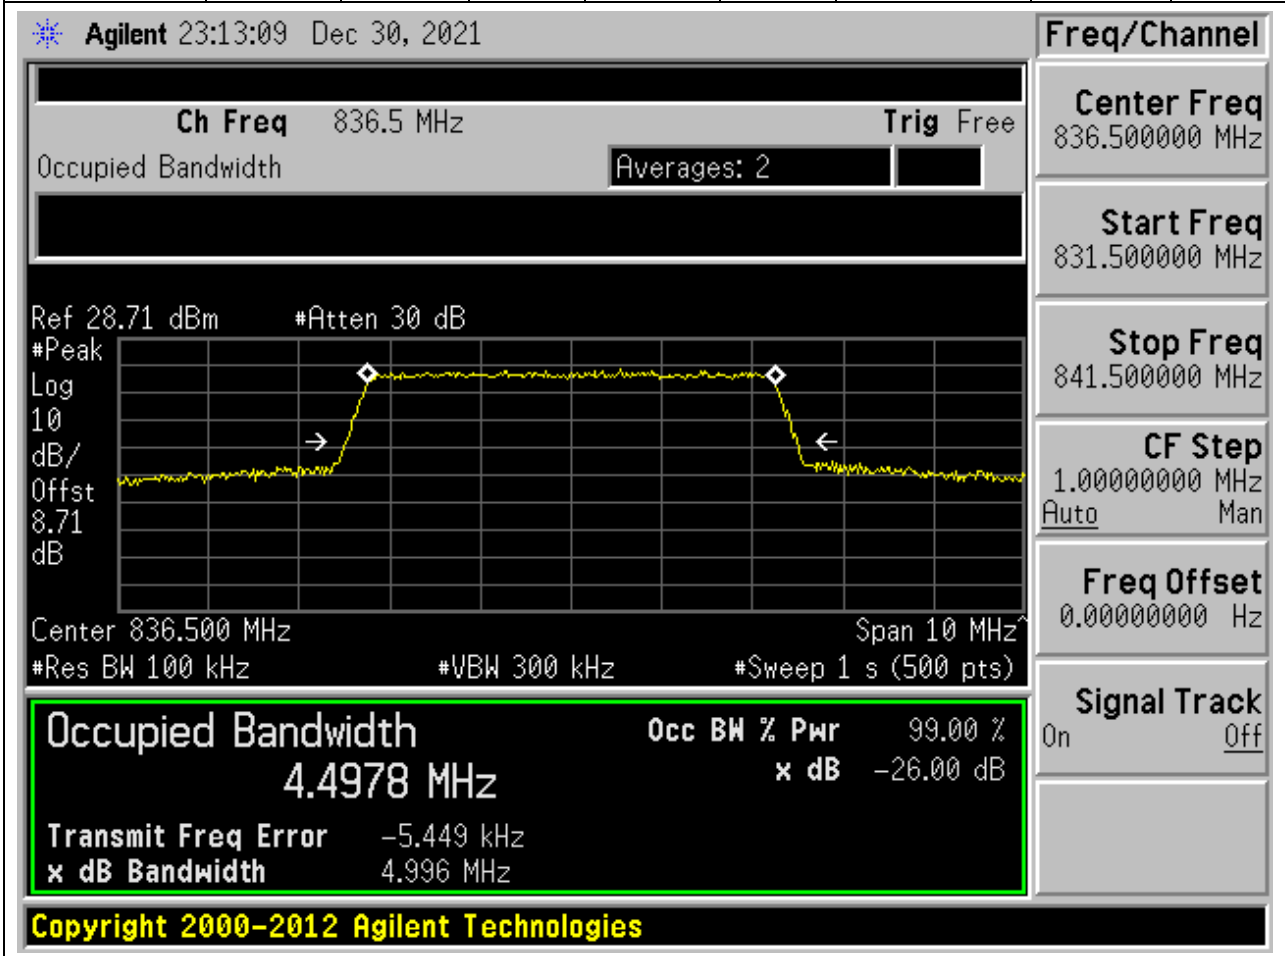 Agilent 23:13:09 Dec 30, 2021
Freq/Channel
Ch Freq 836.5 MHz Trig Free
Occupied Bandwidth Averages: 2
Center Freq
836.500000 MHz
Start Freq
831.500000 MHz
Stop Freq
841.500000 MHz
CF Step
1.00000000 MHz
Auto Man
Freq Offset
0.00000000 Hz
Signal Track
On Off
Ref 28.71 dBm #Atten 30 dB
#Peak
Log
10
dB/
Offst
8.71
dB
Center 836.500 MHz Span 10 MHz^
#Res BW 100 kHz #VBW 300 kHz #Sweep 1 s (500 pts)
Occupied Bandwidth Occ BW % Pwr 99.00 %
4.4978 MHz x dB -26.00 dB
Transmit Freq Error -5.449 kHz
x dB Bandwidth 4.996 MHz
Copyright 2000-2012 Agilent Technologies